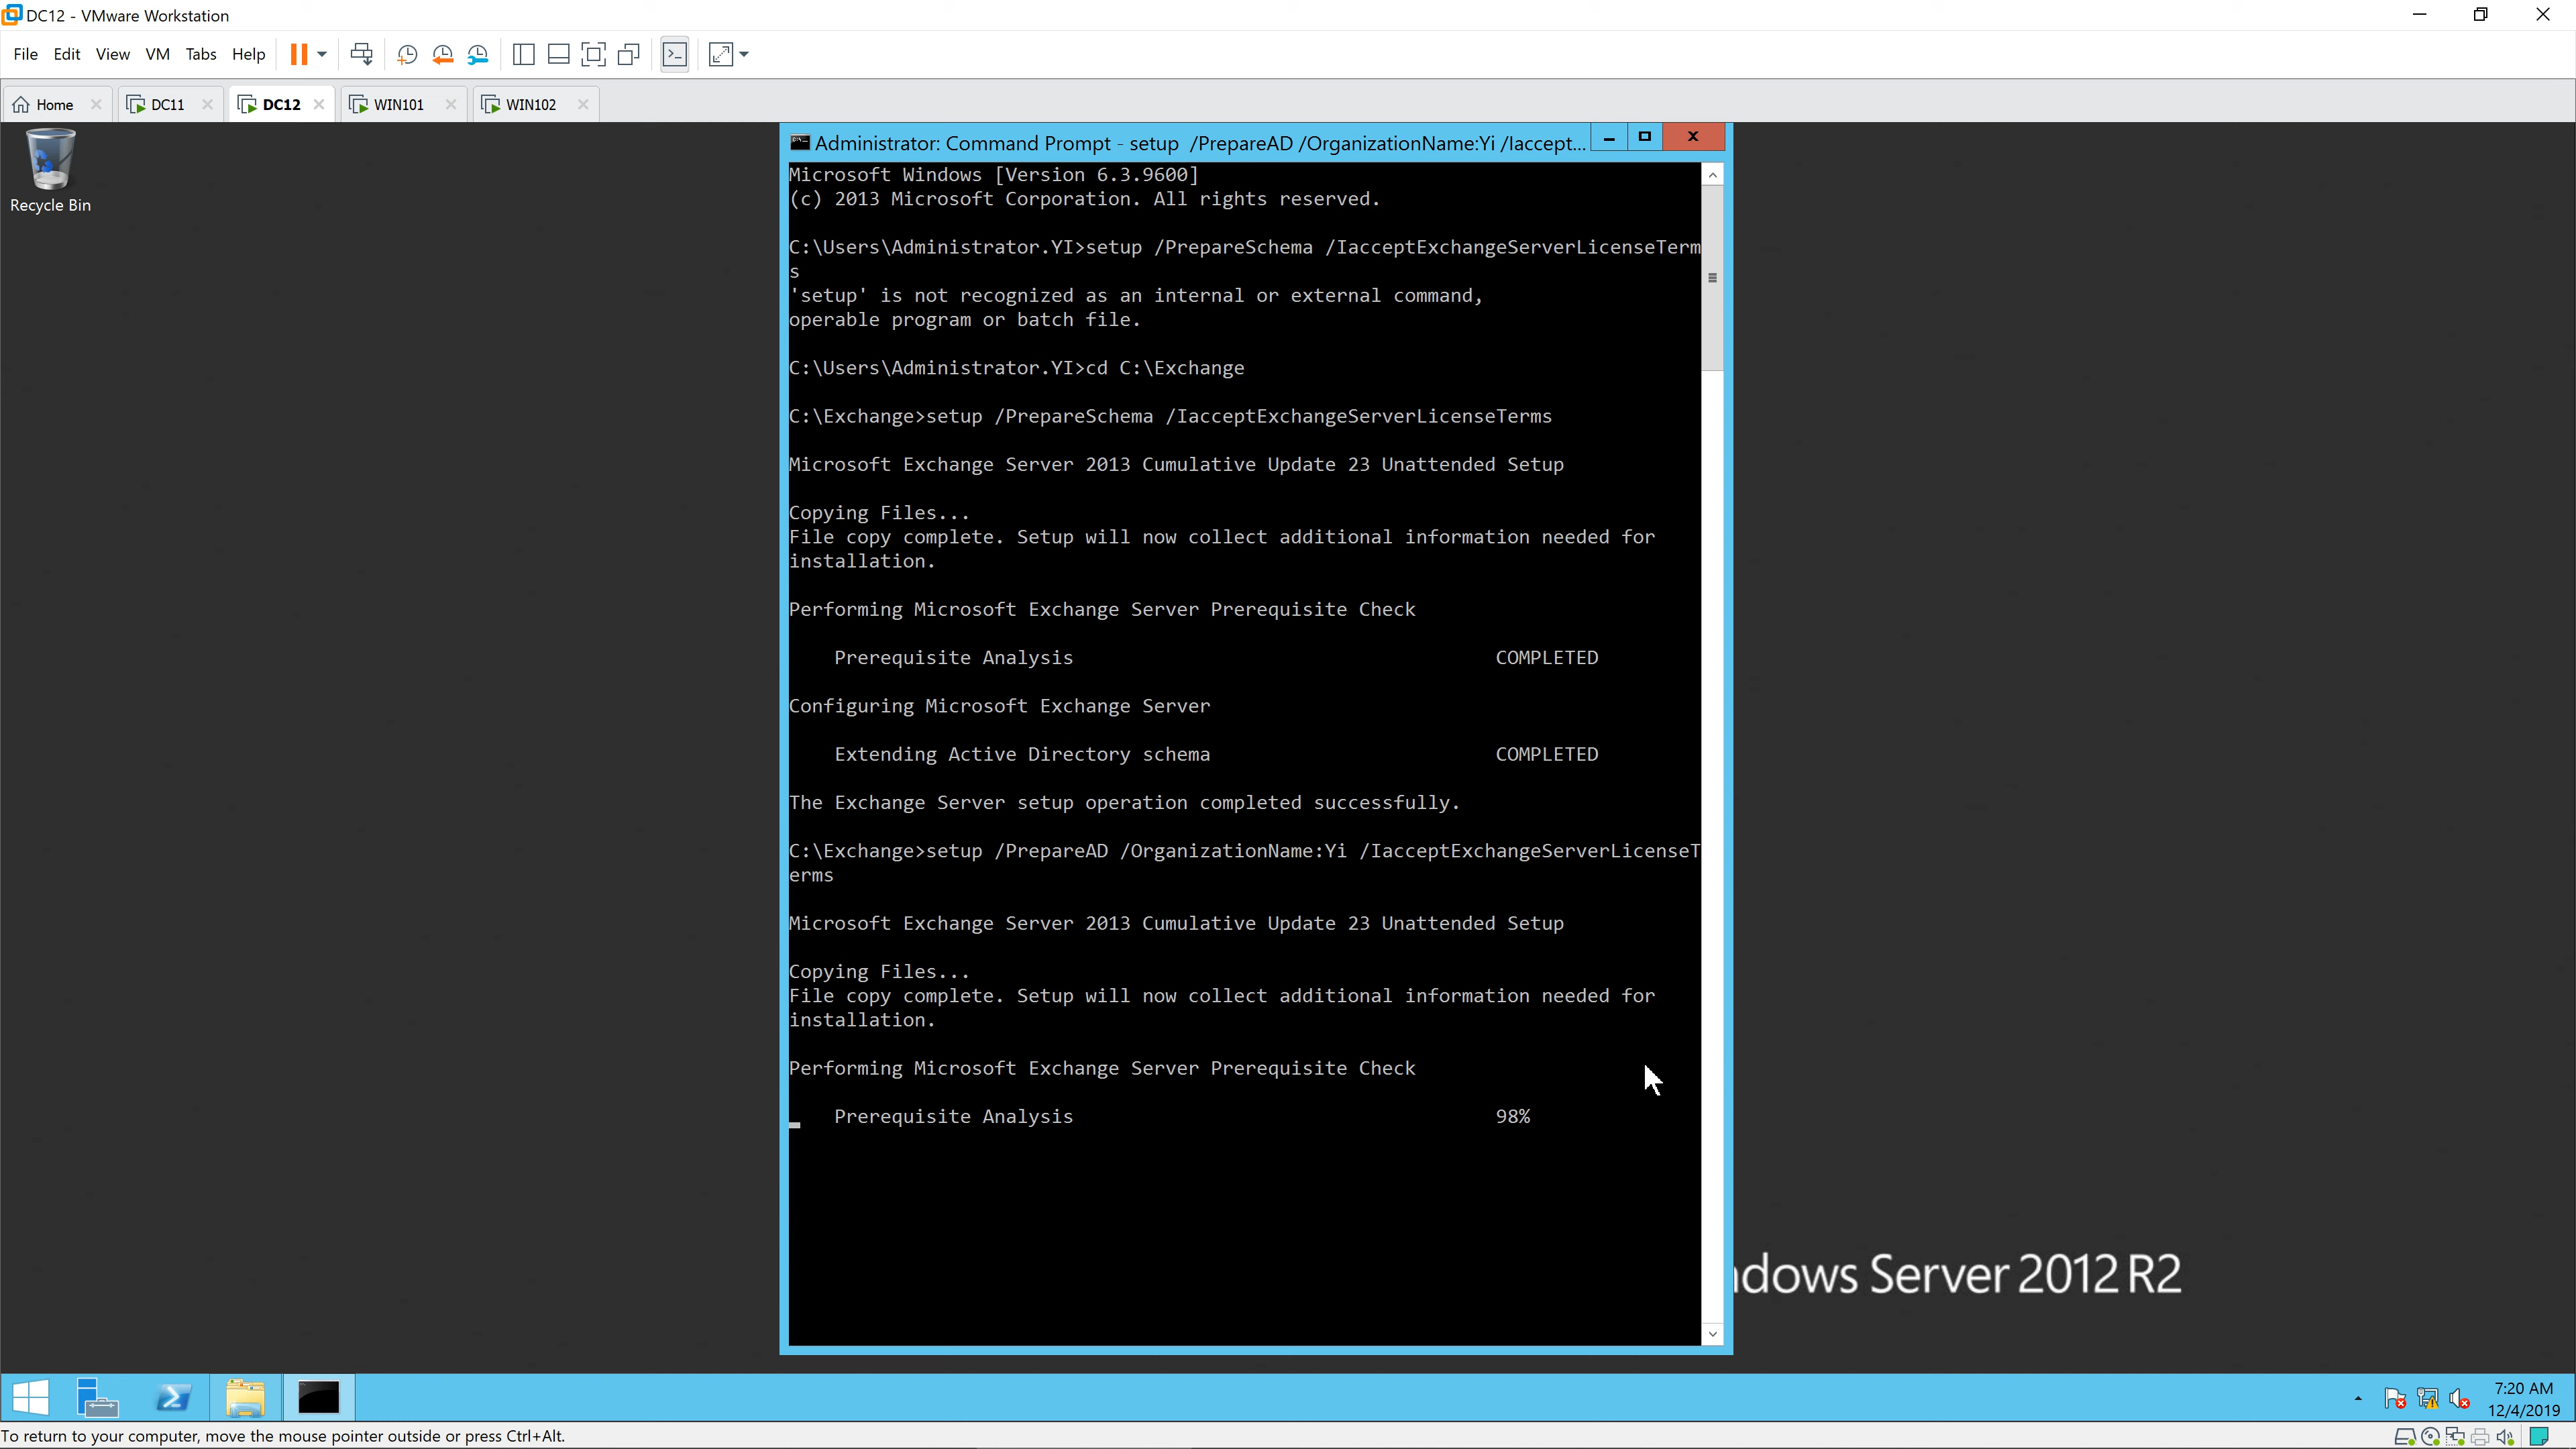 DC12 - VMware Workstation
File Edit View VM Tabs Help
Home DC11 DC12 WIN101 WIN102
Recycle Bin
Administrator: Command Prompt - setup /PrepareAD /OrganizationName:Yi /Iaccept...
Microsoft Windows [Version 6.3.9600]
(c) 2013 Microsoft Corporation. All rights reserved.
C:\Users\Administrator.YI>setup /PrepareSchema /IacceptExchangeServerLicenseTerm
s
'setup' is not recognized as an internal or external command,
operable program or batch file.
C:\Users\Administrator.YI>cd C:\Exchange
C:\Exchange>setup /PrepareSchema /IacceptExchangeServerLicenseTerms
Microsoft Exchange Server 2013 Cumulative Update 23 Unattended Setup
Copying Files...
File copy complete. Setup will now collect additional information needed for
installation.
Performing Microsoft Exchange Server Prerequisite Check
Prerequisite Analysis COMPLETED
Configuring Microsoft Exchange Server
Extending Active Directory schema COMPLETED
The Exchange Server setup operation completed successfully.
C:\Exchange>setup /PrepareAD /OrganizationName:Yi /IacceptExchangeServerLicenseT
erms
Microsoft Exchange Server 2013 Cumulative Update 23 Unattended Setup
Copying Files...
File copy complete. Setup will now collect additional information needed for
installation.
Performing Microsoft Exchange Server Prerequisite Check
Prerequisite Analysis 98%
ndows Server 2012 R2
7:20 AM
12/4/2019
To return to your computer, move the mouse pointer outside or press Ctrl+Alt.